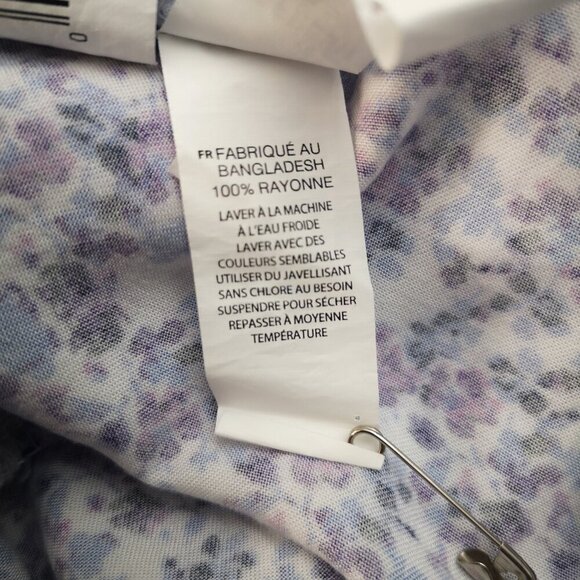 0
FR FABRIQUÉ AU
BANGLADESH
100% RAYONNE
LAVER À LA MACHINE
À L'EAU FROIDE
LAVER AVEC DES
COULEURS SEMBLABLES
UTILISER DU JAVELLISANT
SANS CHLORE AU BESOIN
SUSPENDRE POUR SÉCHER
REPASSER À MOYENNE
TEMPÉRATURE